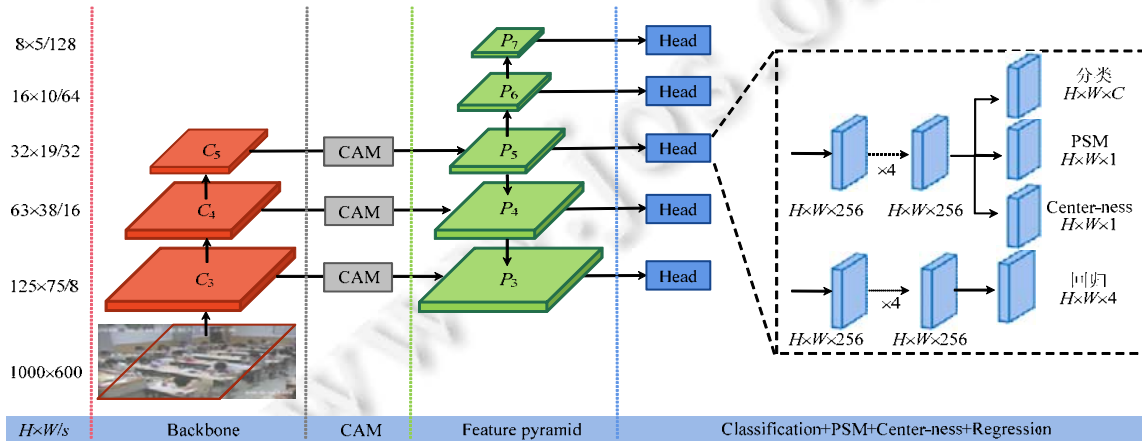 8×5/128
16×10/64
32×19/32
63×38/16
125×75/8
1000×600
H×W/s
C5
C4
C3
Backbone
CAM
CAM
CAM
CAM
P7
P6
P5
P4
P3
Feature pyramid
Head
Head
Head
Head
Head
×4
H×W×256
H×W×256
分类
H×W×C
PSM
H×W×1
Center-ness
H×W×1
×4
H×W×256
H×W×256
回归
H×W×4
Classification+PSM+Center-ness+Regression